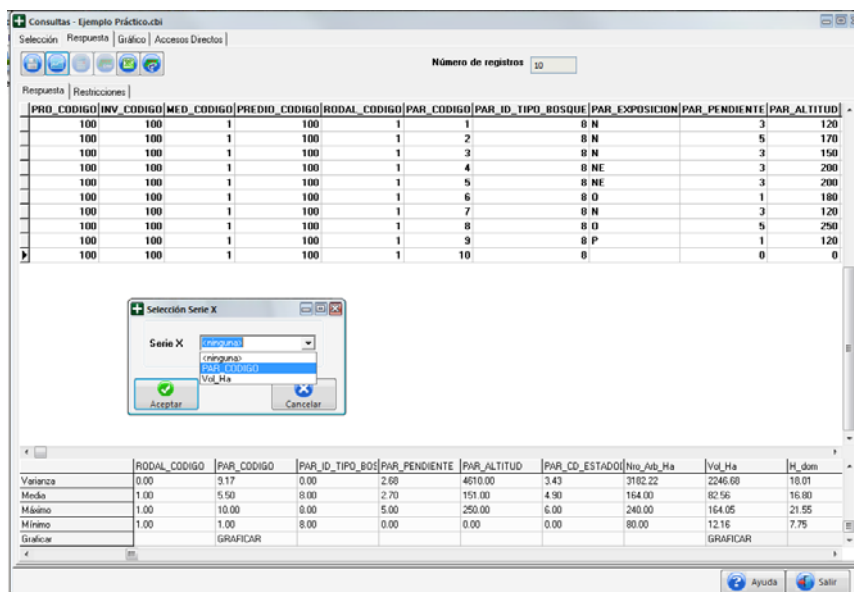 Consultas - Ejemplo Práctico.cbi
Selección Respuesta Gráfico Accesos Directos
Número de registros 10
Respuesta Restricciones
PRO_CODIGO INV_CODIGO MED_CODIGO PREDIO_CODIGO RODAL_CODIGO PAR_CODIGO PAR_ID_TIPO_BOSQUE PAR_EXPOSICION PAR_PENDIENTE PAR_ALTITUD
100 100 1 100 1 1 8 N 3 120
100 100 1 100 1 2 8 N 5 170
100 100 1 100 1 3 8 N 3 150
100 100 1 100 1 4 8 NE 3 200
100 100 1 100 1 5 8 NE 3 200
100 100 1 100 1 6 8 O 1 180
100 100 1 100 1 7 8 N 3 120
100 100 1 100 1 8 8 O 5 250
100 100 1 100 1 9 8 P 1 120
100 100 1 100 1 10 8 0 0
Selección Serie X
Serie X <ninguna>
<ninguna>
PAR_CODIGO
Vol_Ha
Aceptar Cancelar
RODAL_CODIGO PAR_CODIGO PAR_ID_TIPO_BOS PAR_PENDIENTE PAR_ALTITUD PAR_CD_ESTADOI Nro_Arb_Ha Vol_Ha H_dom
Varianza 0.00 9.17 0.00 2.68 4610.00 3.43 3182.22 2246.68 18.01
Media 1.00 5.50 8.00 2.70 151.00 4.90 164.00 82.56 16.80
Máximo 1.00 10.00 8.00 5.00 250.00 6.00 240.00 164.05 21.55
Mínimo 1.00 1.00 8.00 0.00 0.00 0.00 80.00 12.16 7.75
Graficar GRAFICAR GRAFICAR
Ayuda Salir